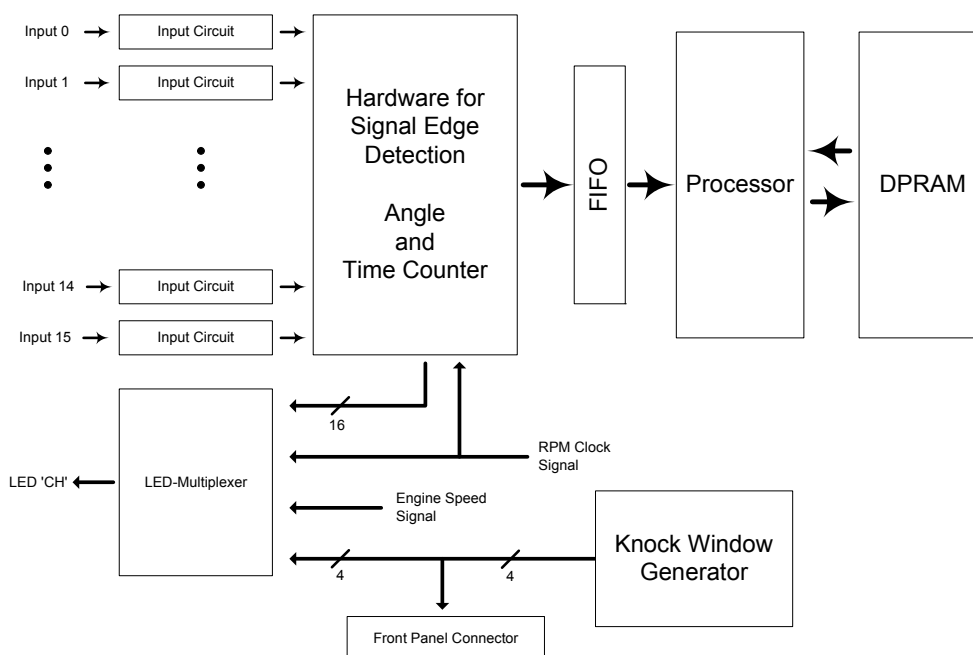 Input 0
Input Circuit
Input 1
Input Circuit
Input 14
Input Circuit
Input 15
Input Circuit
Hardware for
Signal Edge
Detection
Angle
and
Time Counter
FIFO
Processor
DPRAM
16
RPM Clock
Signal
LED 'CH'
LED-Multiplexer
Engine Speed
Signal
4
4
Knock Window
Generator
Front Panel Connector